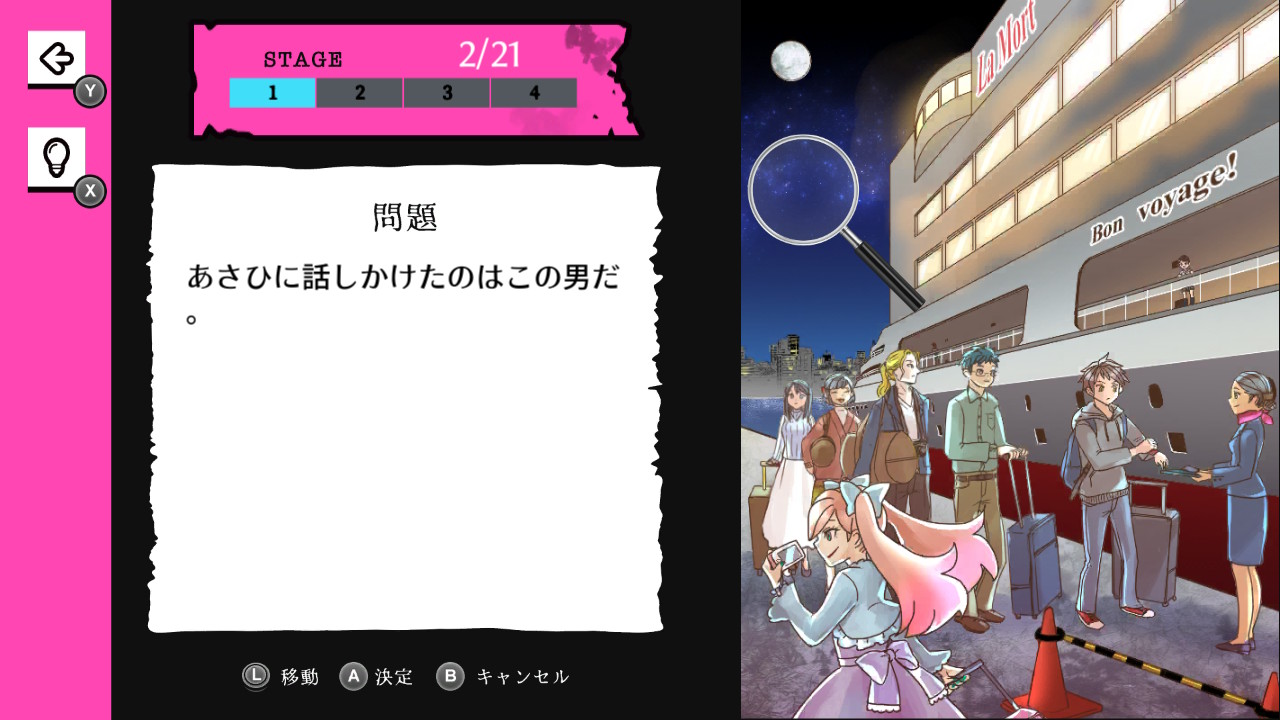 Y
X
STAGE 2/21
1 2 3 4
問題
あさひに話しかけたのはこの男だ
。
L 移動 A 決定 B キャンセル
La Mort
Bon voyage!